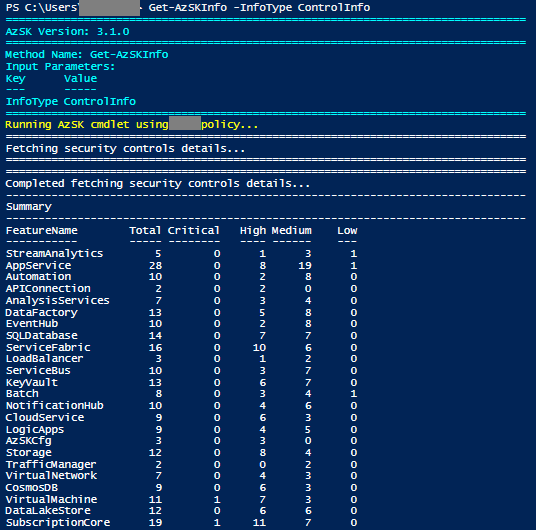 PS C:\Users\ > Get-AzSKInfo -InfoType ControlInfo
================================================================================
AzSK Version: 3.1.0
================================================================================
Method Name: Get-AzSKInfo
Input Parameters:
Key      Value
---      -----
InfoType ControlInfo
================================================================================
Running AzSK cmdlet using policy...
================================================================================
Fetching security controls details...
================================================================================
================================================================================
Completed fetching security controls details...
--------------------------------------------------------------------------------
Summary
--------------------------------------------------------------------------------
FeatureName Total Critical High Medium Low
----------- ----- -------- ---- ------ ---
StreamAnalytics 5 0 1 3 1
AppService 28 0 8 19 1
Automation 10 0 2 8 0
APIConnection 2 0 2 0 0
AnalysisServices 7 0 3 4 0
DataFactory 13 0 5 8 0
EventHub 10 0 2 8 0
SQLDatabase 14 0 7 7 0
ServiceFabric 16 0 10 6 0
LoadBalancer 3 0 1 2 0
ServiceBus 10 0 3 7 0
KeyVault 13 0 6 7 0
Batch 8 0 3 4 1
NotificationHub 10 0 4 6 0
CloudService 9 0 6 3 0
LogicApps 9 0 4 5 0
AzSKCfg 3 0 3 0 0
Storage 12 0 8 4 0
TrafficManager 2 0 0 2 0
VirtualNetwork 7 0 4 3 0
CosmosDB 9 0 6 3 0
VirtualMachine 11 1 7 3 0
DataLakeStore 12 0 6 6 0
SubscriptionCore 19 1 11 7 0